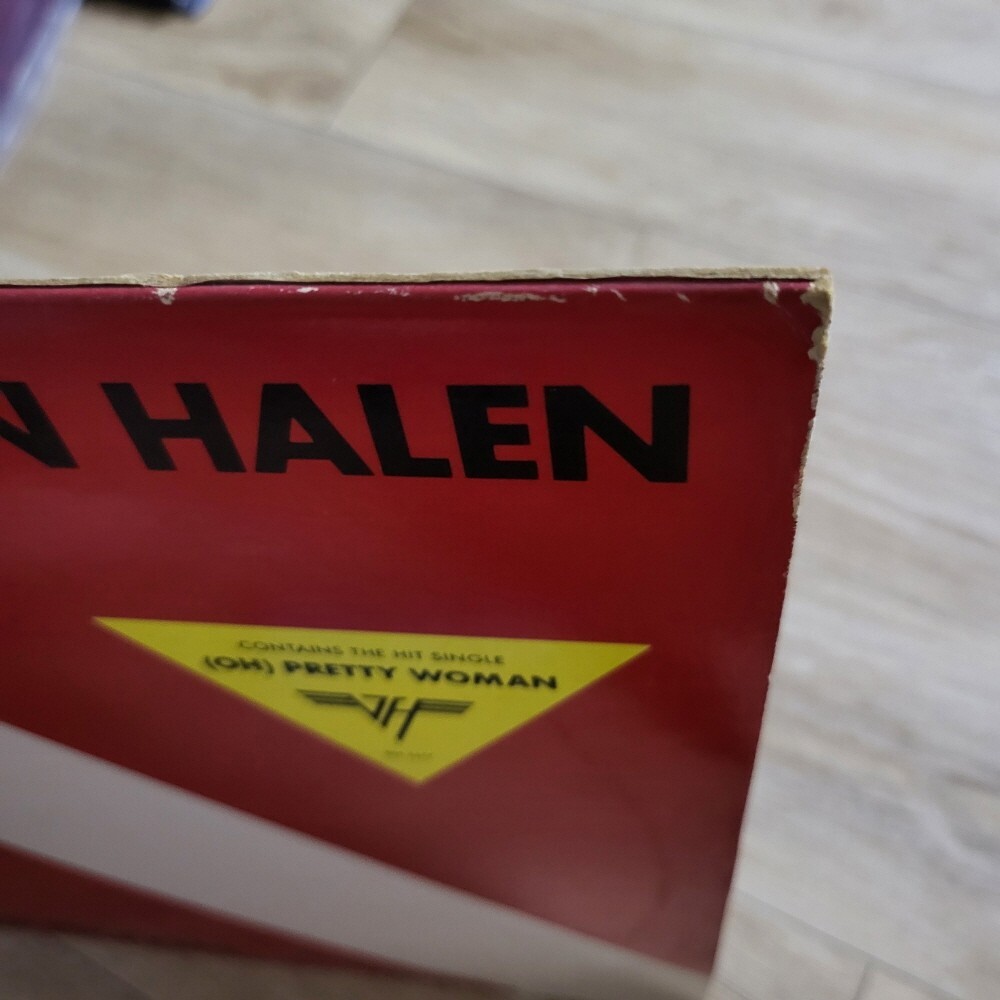 N HALEN
CONTAINS THE HIT SINGLE
(OH) PRETTY WOMAN
VH